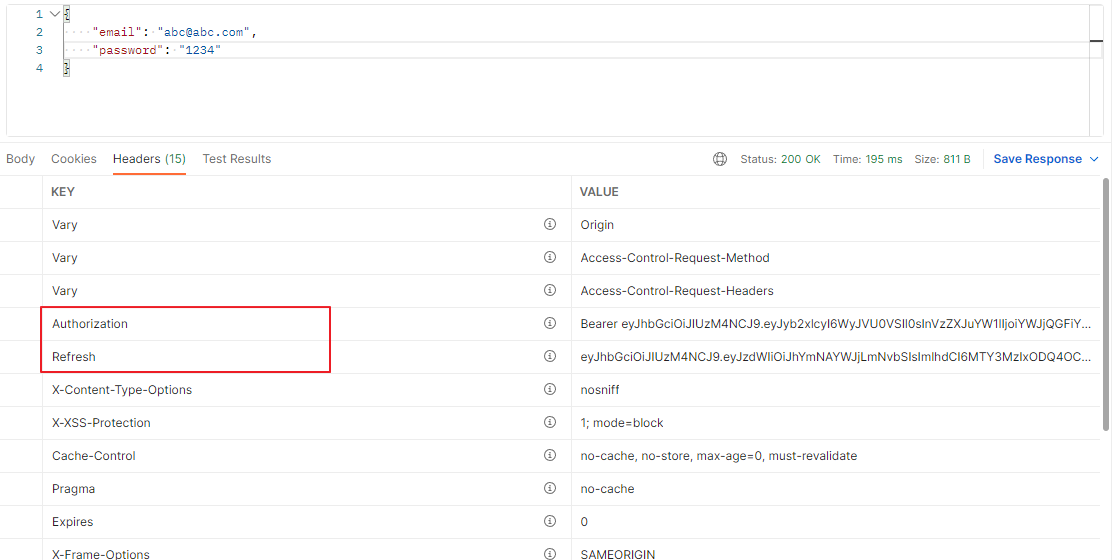 1 {
2 "email": "abc@abc.com",
3 "password": "1234"
4 }
Body Cookies Headers (15) Test Results Status: 200 OK Time: 195 ms Size: 811 B Save Response
KEY VALUE
Vary Origin
Vary Access-Control-Request-Method
Vary Access-Control-Request-Headers
Authorization Bearer eyJhbGciOiJIUzM4NCJ9.eyJyb2xlcyI6WyJVU0VSIl0sInVzZXJuYW1lIjoiYWJjQGFiY...
Refresh eyJhbGciOiJIUzM4NCJ9.eyJzdWIiOiJhYmNAYWJjLmNvbSIsImlhdCI6MTY3MzIxODQ4OC...
X-Content-Type-Options nosniff
X-XSS-Protection 1; mode=block
Cache-Control no-cache, no-store, max-age=0, must-revalidate
Pragma no-cache
Expires 0
X-Frame-Options SAMEORIGIN